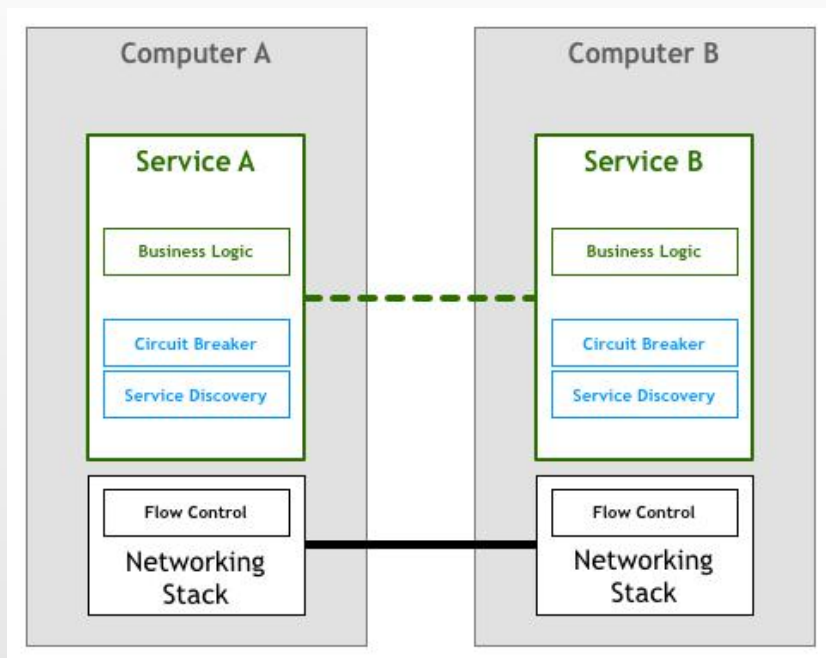 Computer A
Service A
Business Logic
Circuit Breaker
Service Discovery
Flow Control
Networking
Stack
Computer B
Service B
Business Logic
Circuit Breaker
Service Discovery
Flow Control
Networking
Stack